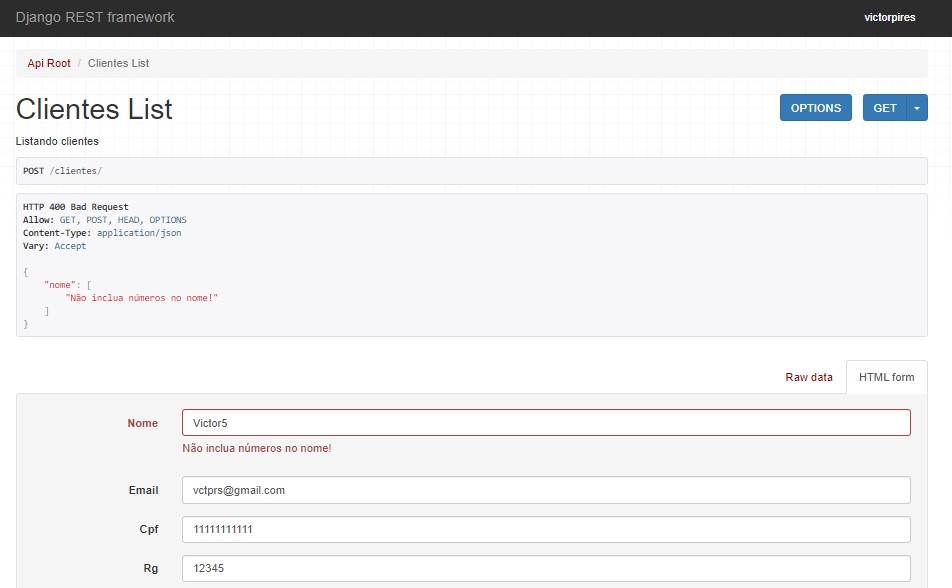 Django REST framework
victorpires
Api Root / Clientes List
Clientes List
OPTIONS
GET
Listando clientes
POST /clientes/
HTTP 400 Bad Request
Allow: GET, POST, HEAD, OPTIONS
Content-Type: application/json
Vary: Accept
{
"nome": [
"Não inclua números no nome!"
]
}
Raw data
HTML form
Nome
Victor5
Não inclua números no nome!
Email
vctprs@gmail.com
Cpf
11111111111
Rg
12345